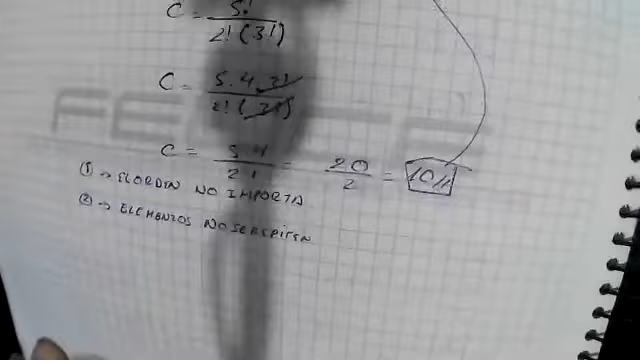 C = 5! / 2!(3!)
C = 5.4.3! / 2!(3!)
C = 5.4 / 2! = 20 / 2 = 10//
① → EL ORDEN NO IMPORTA
② → ELEMENTOS NO SE REPITEN